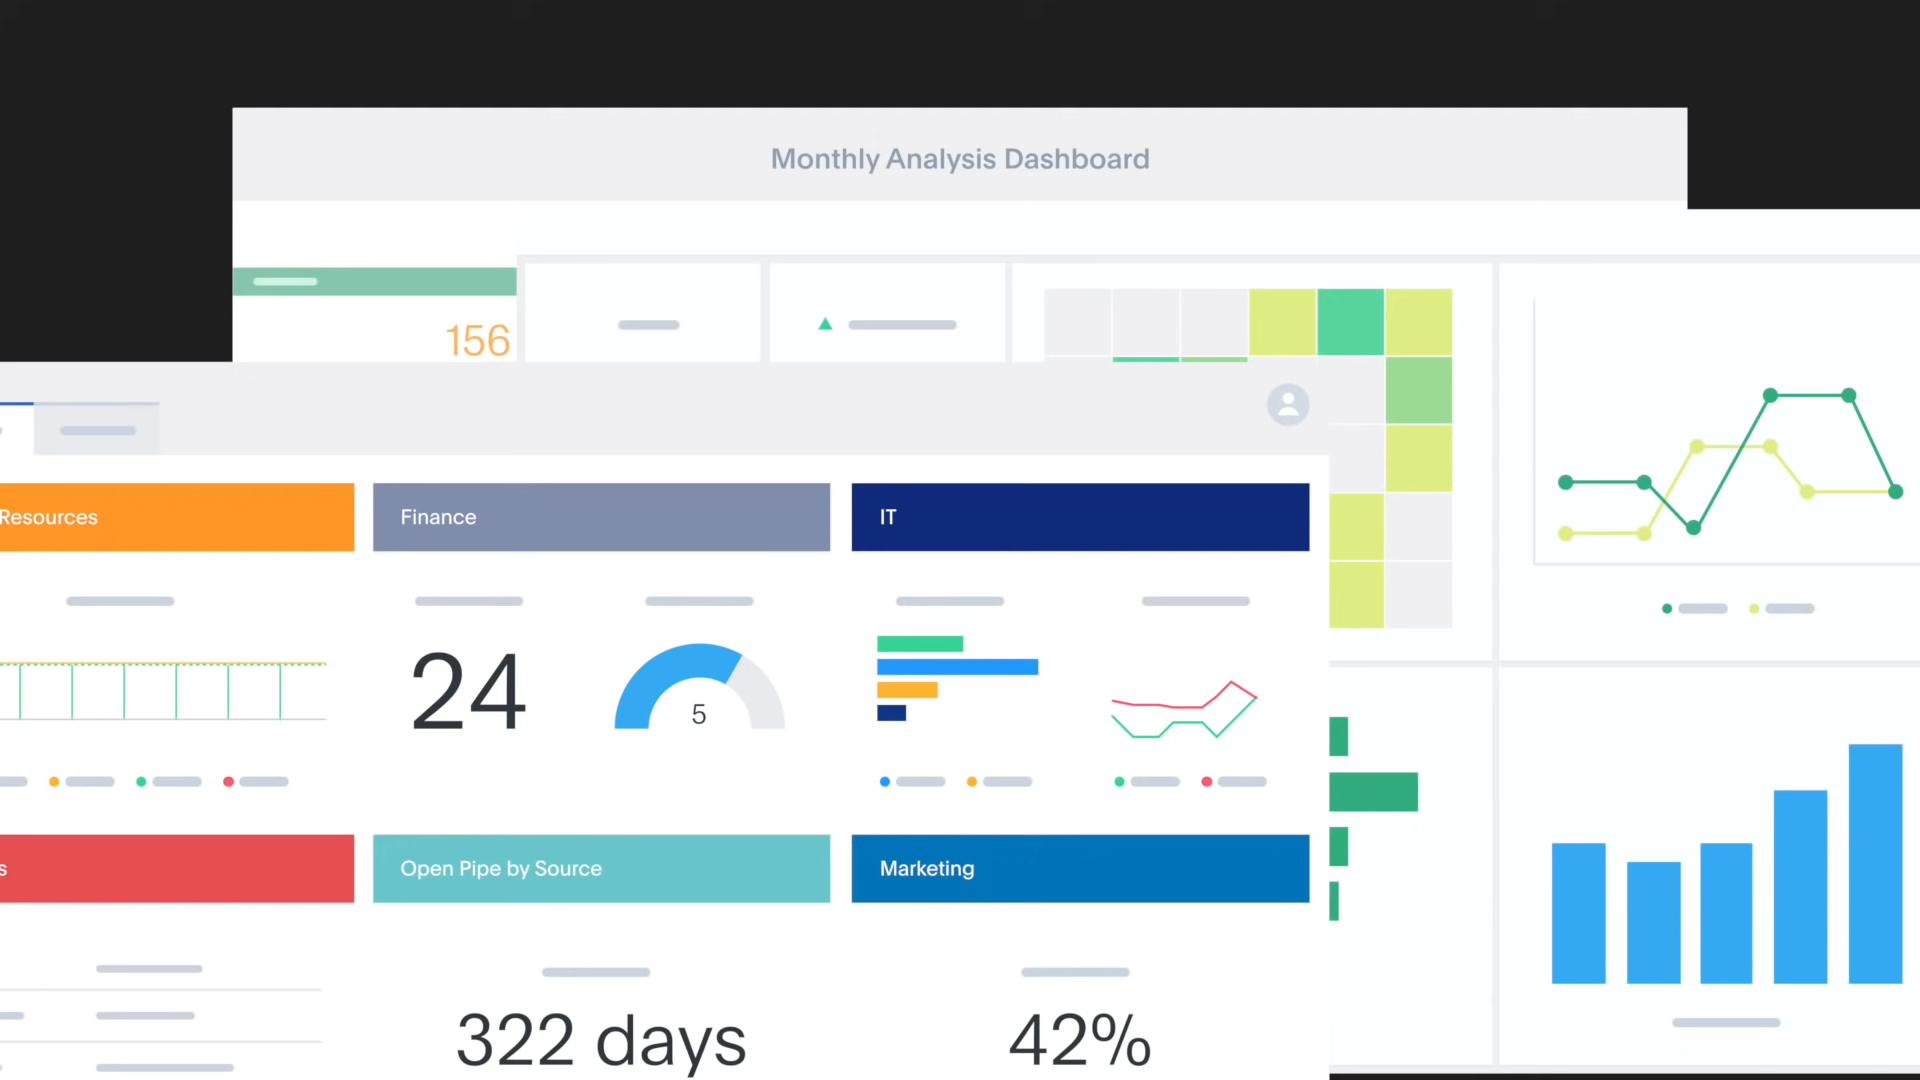 Monthly Analysis Dashboard
156
Resources
Finance
IT
24
5
s
Open Pipe by Source
Marketing
322 days
42%